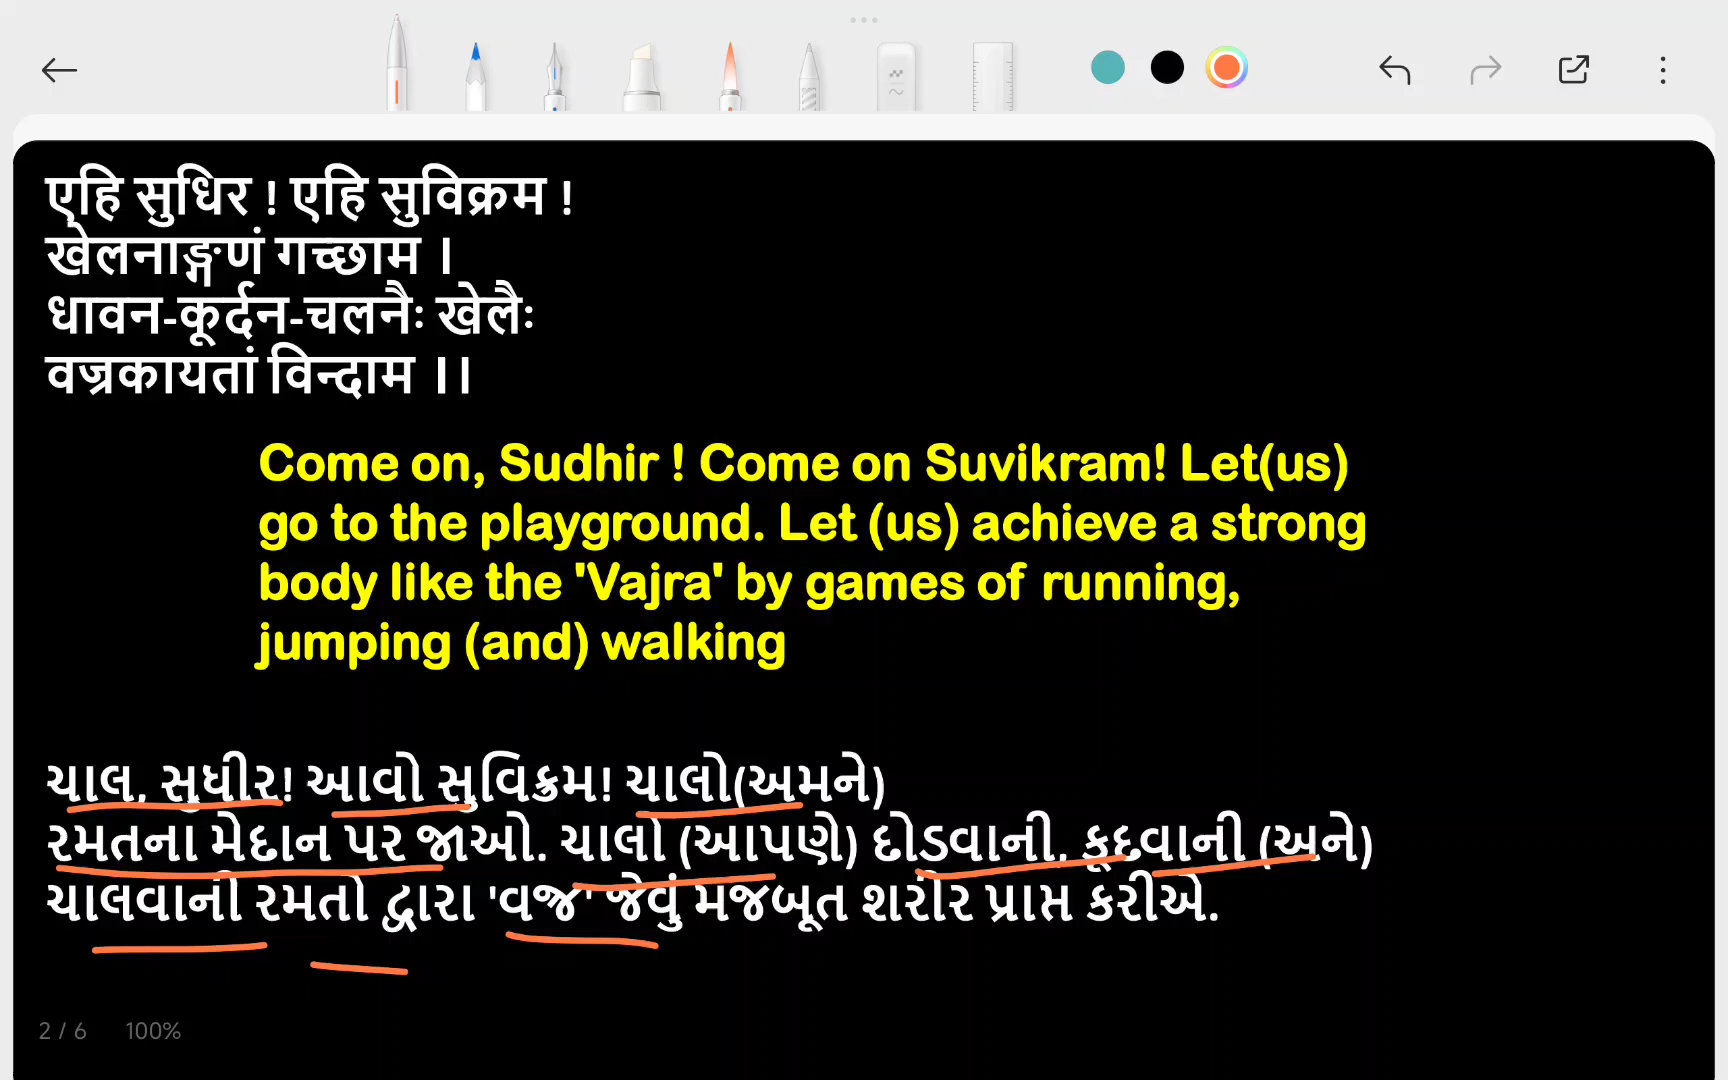 एहि सुधिर ! एहि सुविक्रम !
खेलनाङ्गणं गच्छाम ।
धावन-कूर्दन-चलनैः खेलैः
वज्रकायतां विन्दाम ।।
Come on, Sudhir ! Come on Suvikram! Let(us)
go to the playground. Let (us) achieve a strong
body like the 'Vajra' by games of running,
jumping (and) walking
ચાલ, સુધીર! આવો સુવિક્રમ! ચાલો(અમને)
રમતના મેદાન પર જાઓ. ચાલો (આપણે) દોડવાની, કૂદવાની (અને)
ચાલવાની રમતો દ્વારા 'વજ્ર' જેવું મજબૂત શરીર પ્રાપ્ત કરીએ.
2 / 6 100%